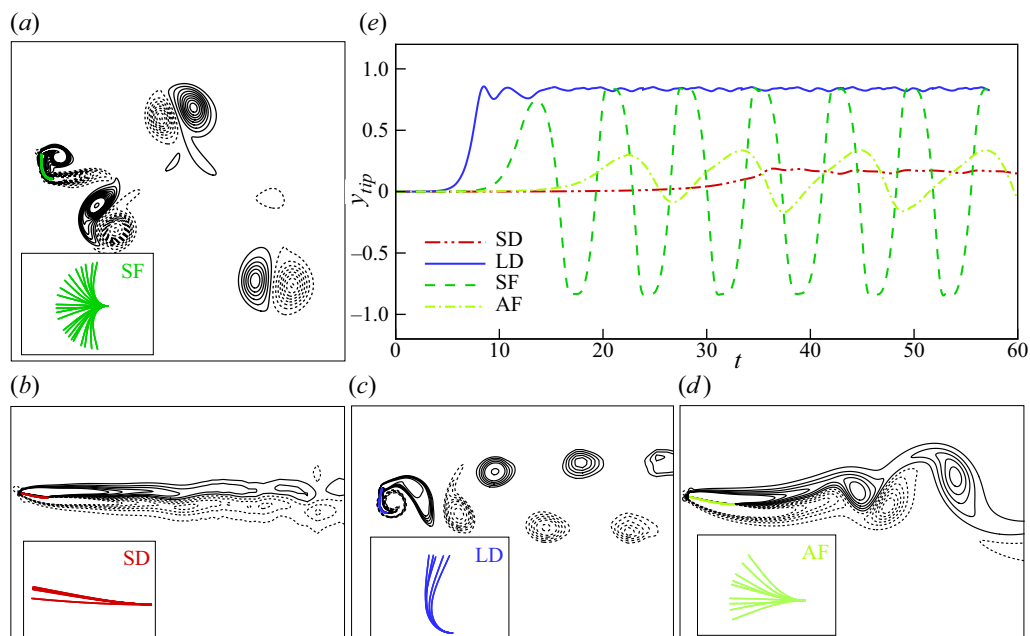 (a)
SF
(e)
1.0
0.5
0
–0.5
–1.0
y_tip
SD
LD
SF
AF
0 10 20 30 40 50 60
t
(b)
SD
(c)
LD
(d)
AF